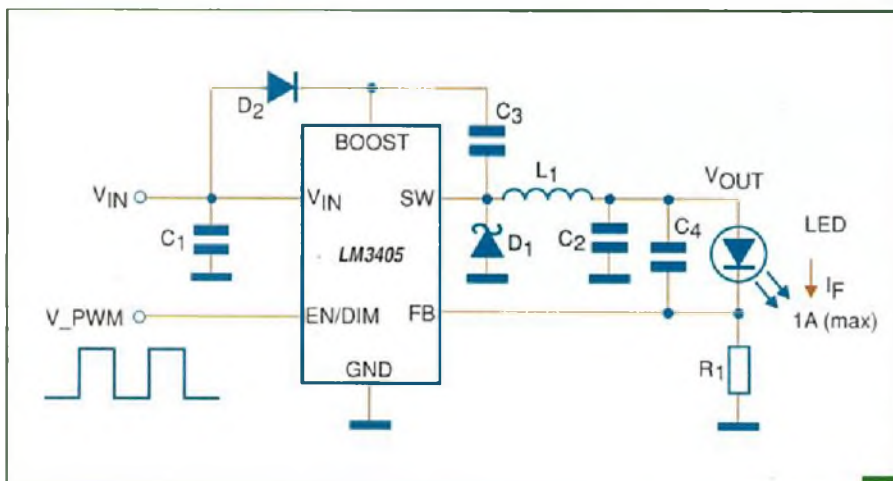 D2
C3
BOOST
VIN
VIN
SW
L1
VOUT
C1
LM3405
D1
C2
C4
LED
IF
1A (max)
V_PWM
EN/DIM
FB
GND
R1